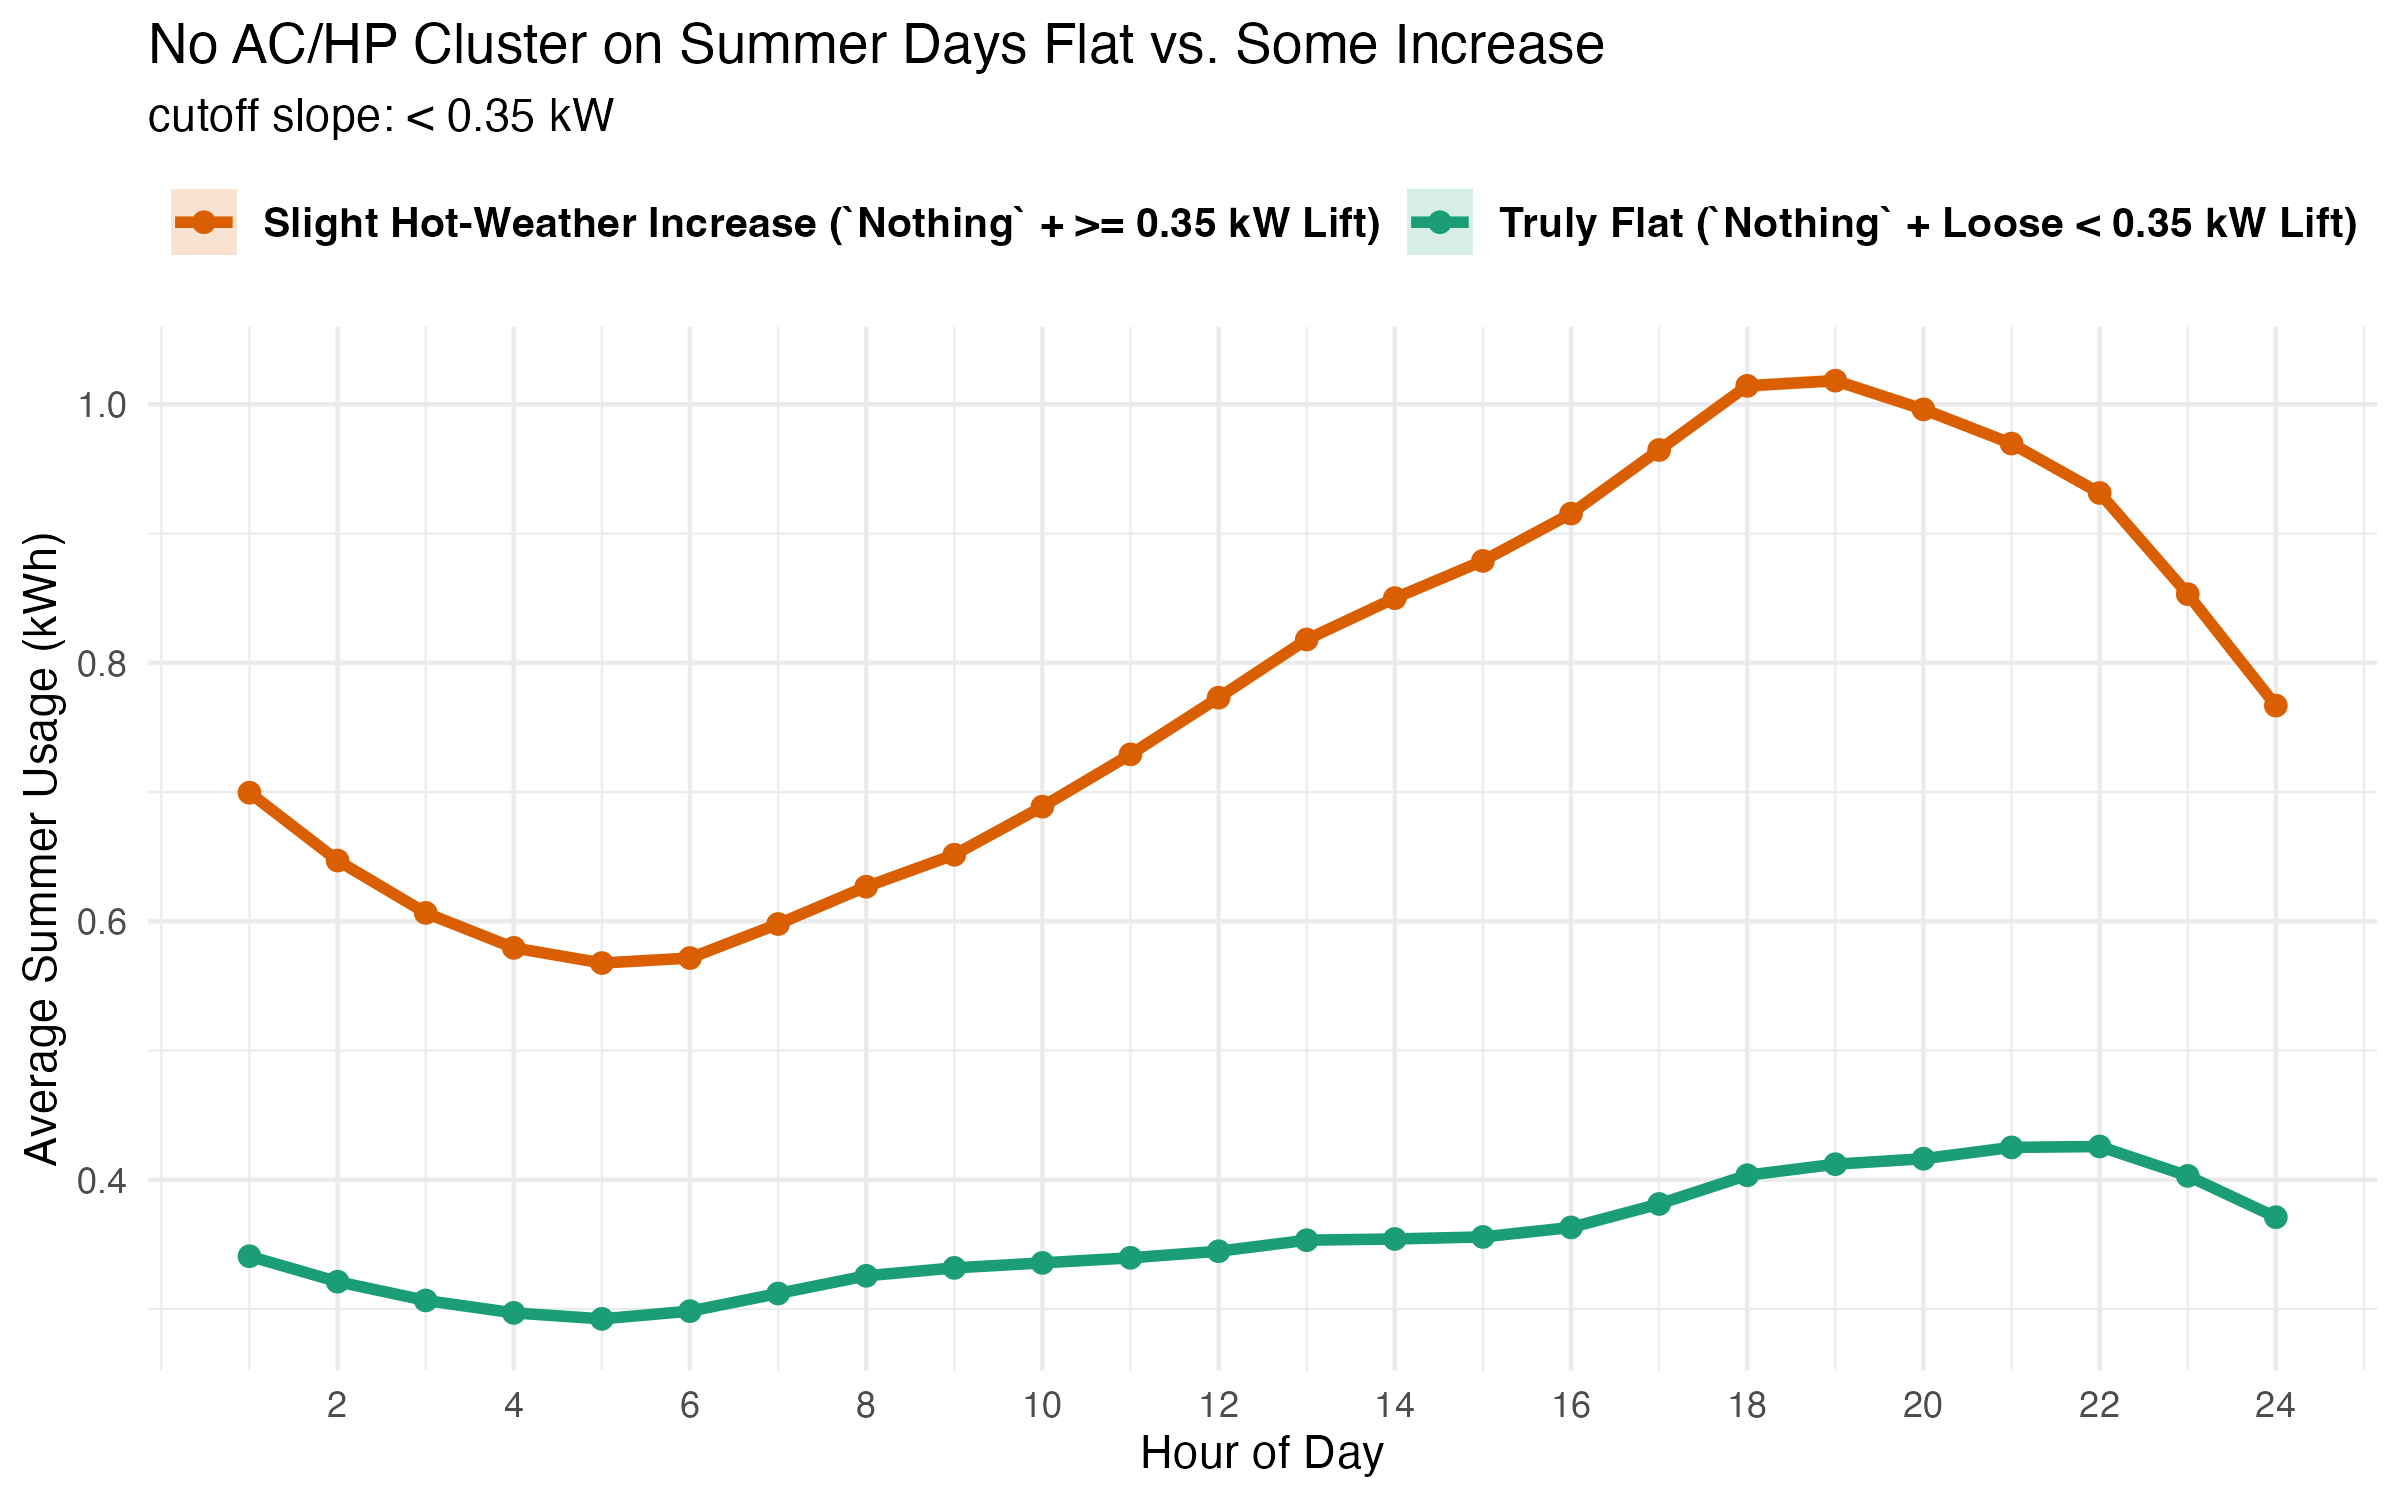 No AC/HP Cluster on Summer Days Flat vs. Some Increase
cutoff slope: < 0.35 kW
Slight Hot-Weather Increase (`Nothing` + >= 0.35 kW Lift)
Truly Flat (`Nothing` + Loose < 0.35 kW Lift)
Average Summer Usage (kWh)
1.0
0.8
0.6
0.4
2 4 6 8 10 12 14 16 18 20 22 24
Hour of Day